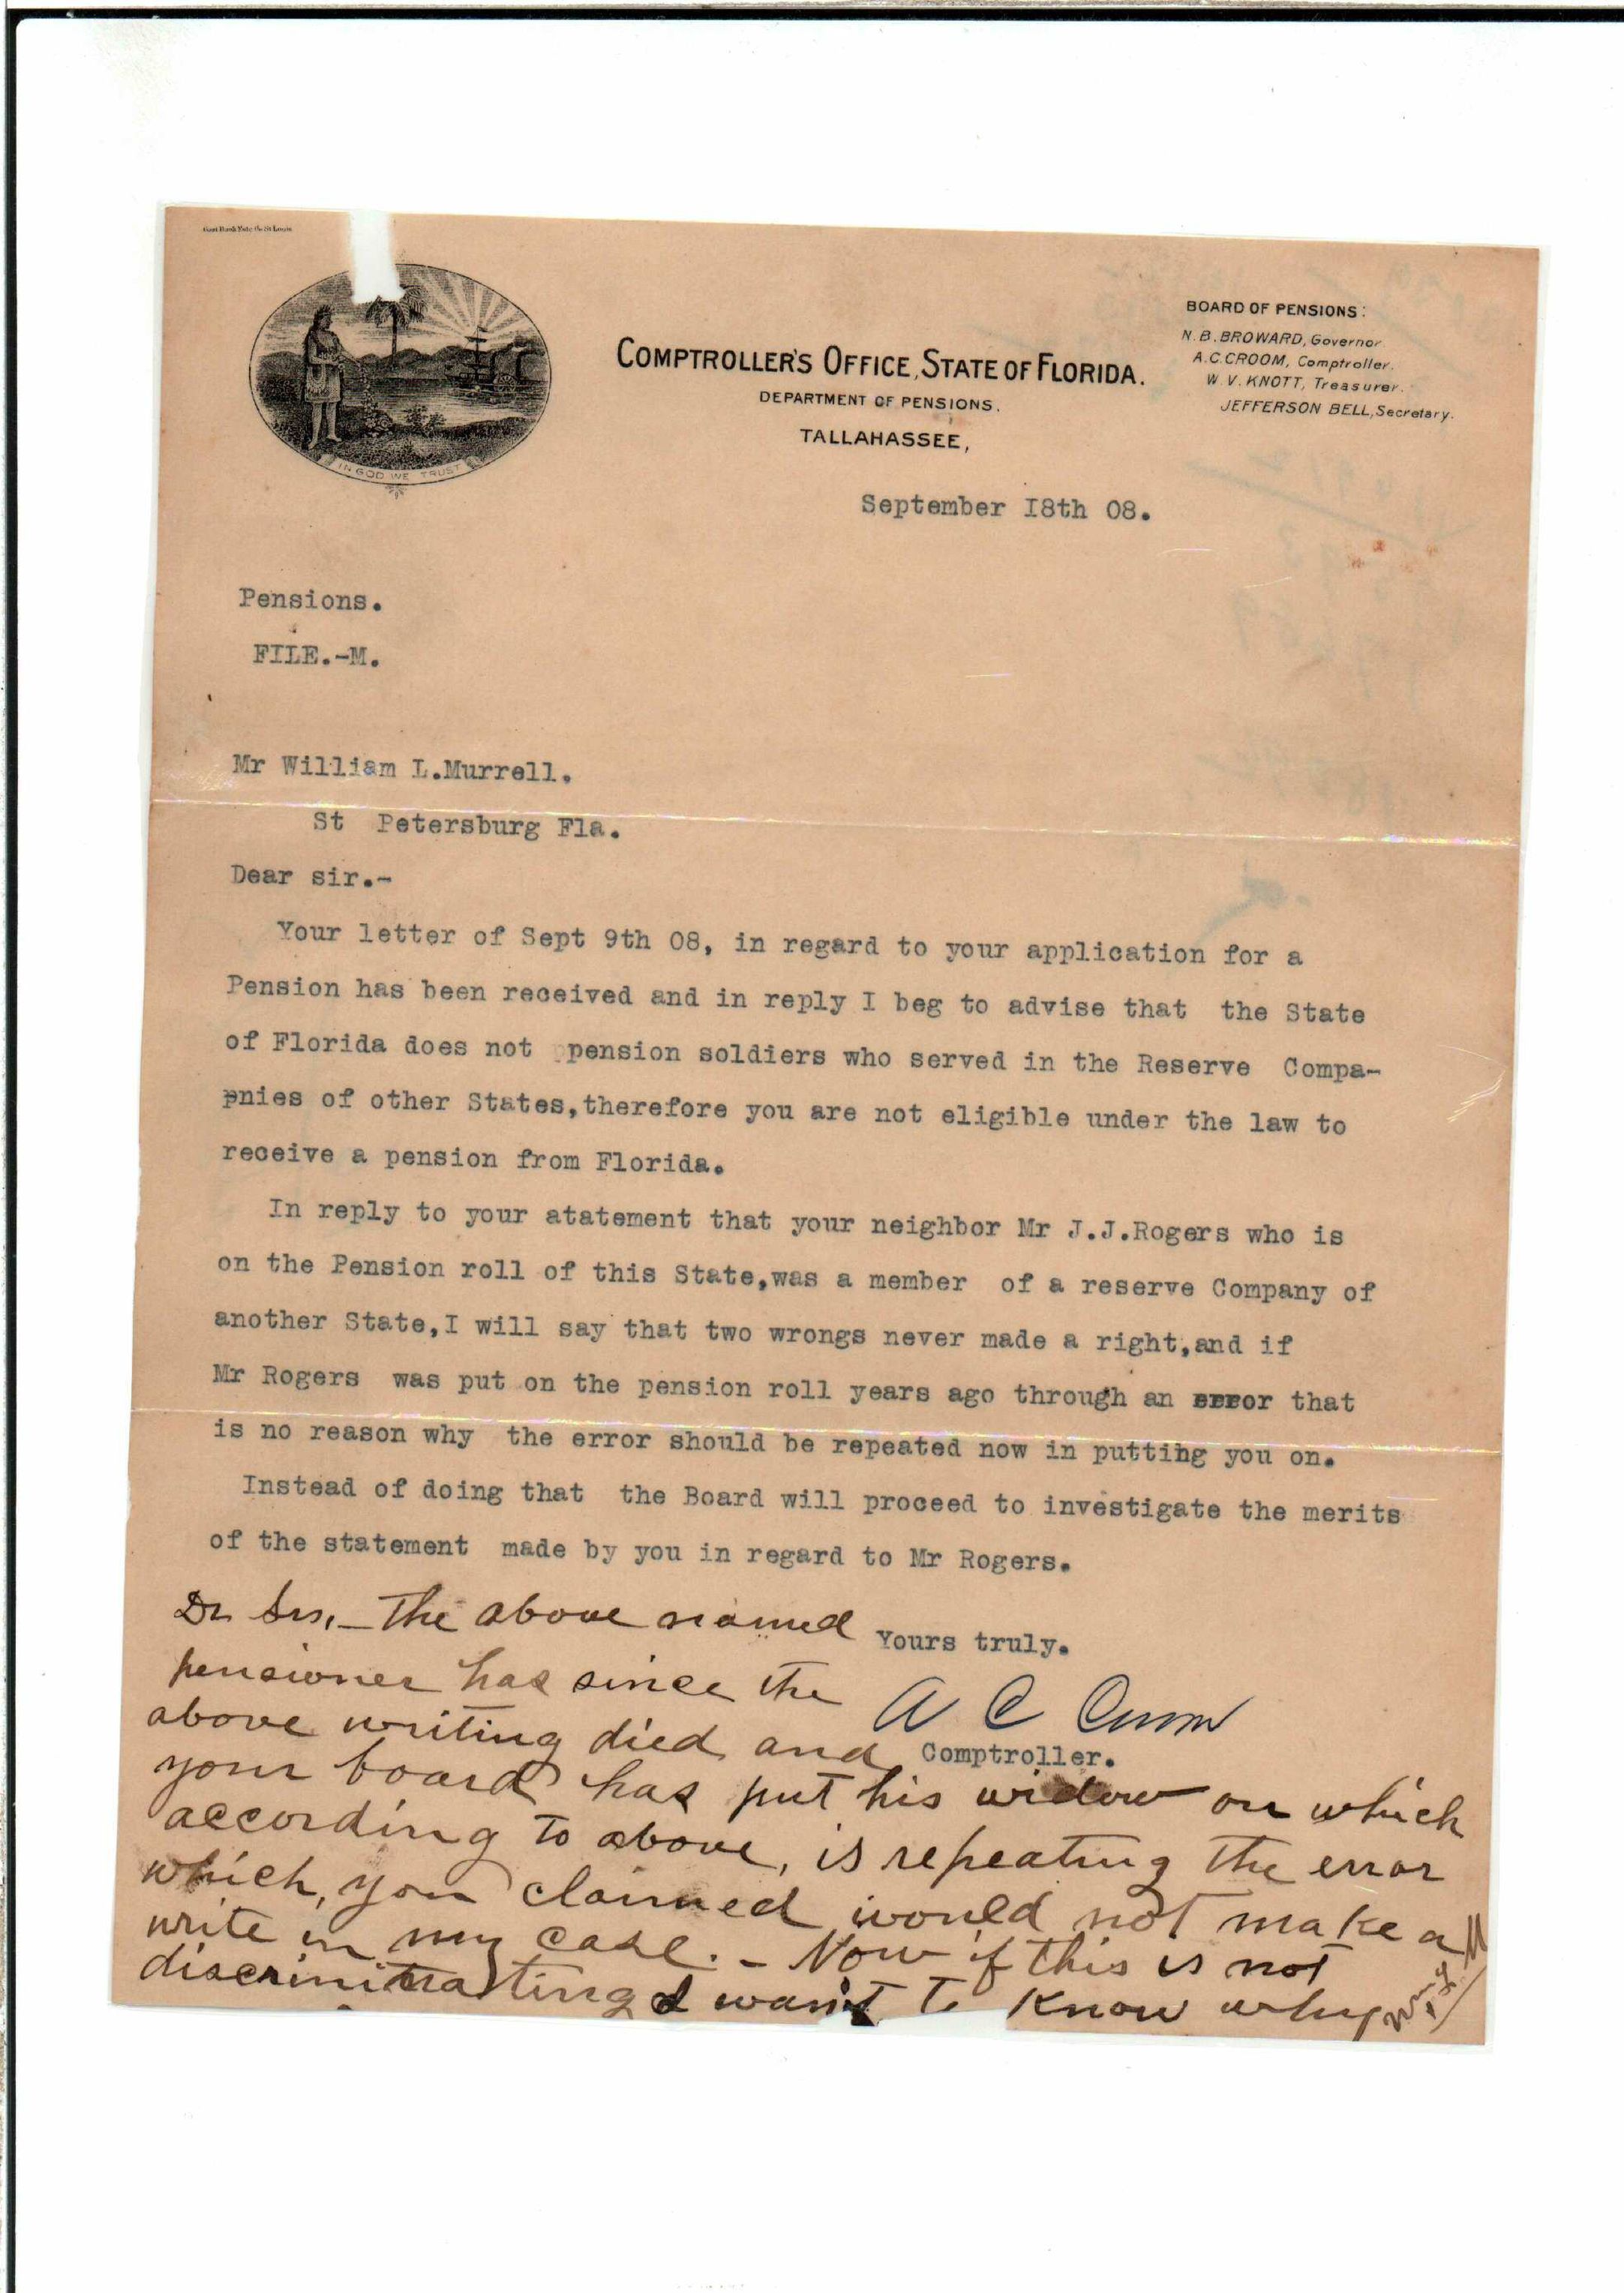 IN GOD WE TRUST
COMPTROLLER'S OFFICE, STATE OF FLORIDA.
DEPARTMENT OF PENSIONS.
TALLAHASSEE,
BOARD OF PENSIONS:
N. B. BROWARD, Governor.
A. C. CROOM, Comptroller.
W. V. KNOTT, Treasurer.
JEFFERSON BELL, Secretary.
September I8th 08.
Pensions.
FILE.-M.
Mr William L.Murrell.
St Petersburg Fla.
Dear sir.-
Your letter of Sept 9th 08, in regard to your application for a
Pension has been received and in reply I beg to advise that the State
of Florida does not pension soldiers who served in the Reserve Compa-
pnies of other States,therefore you are not eligible under the law to
receive a pension from Florida.
In reply to your atatement that your neighbor Mr J.J.Rogers who is
on the Pension roll of this State,was a member of a reserve Company of
another State,I will say that two wrongs never made a right,and if
Mr Rogers was put on the pension roll years ago through an error that
is no reason why the error should be repeated now in putting you on.
Instead of doing that the Board will proceed to investigate the merits
of the statement made by you in regard to Mr Rogers.
Yours truly.
A C Croom
Comptroller.
Dr Sirs,- The above named
pensioner has since the
above writing died and
your board has put his widow on which
according to above, is repeating the error
which, you claimed would not make a
write in my case. - Now if this is not
discriminating I want to know why